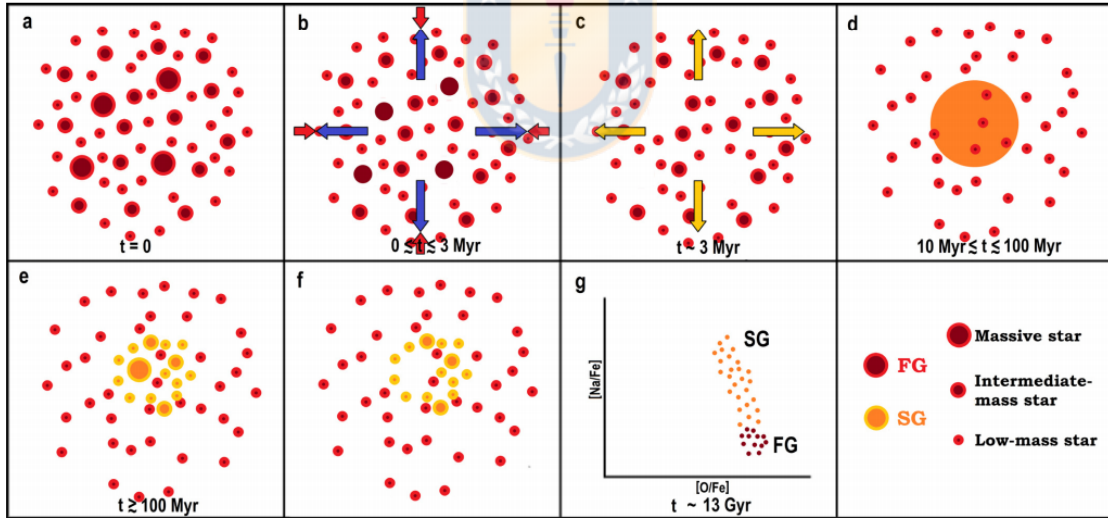 a
t = 0
b
0 ≲ t ≲ 3 Myr
c
t ~ 3 Myr
d
10 Myr ≲ t ≲ 100 Myr
e
t ≳ 100 Myr
f
g
[Na/Fe]
SG
FG
[O/Fe]
t ~ 13 Gyr
FG
SG
Massive star
Intermediate-
mass star
Low-mass star